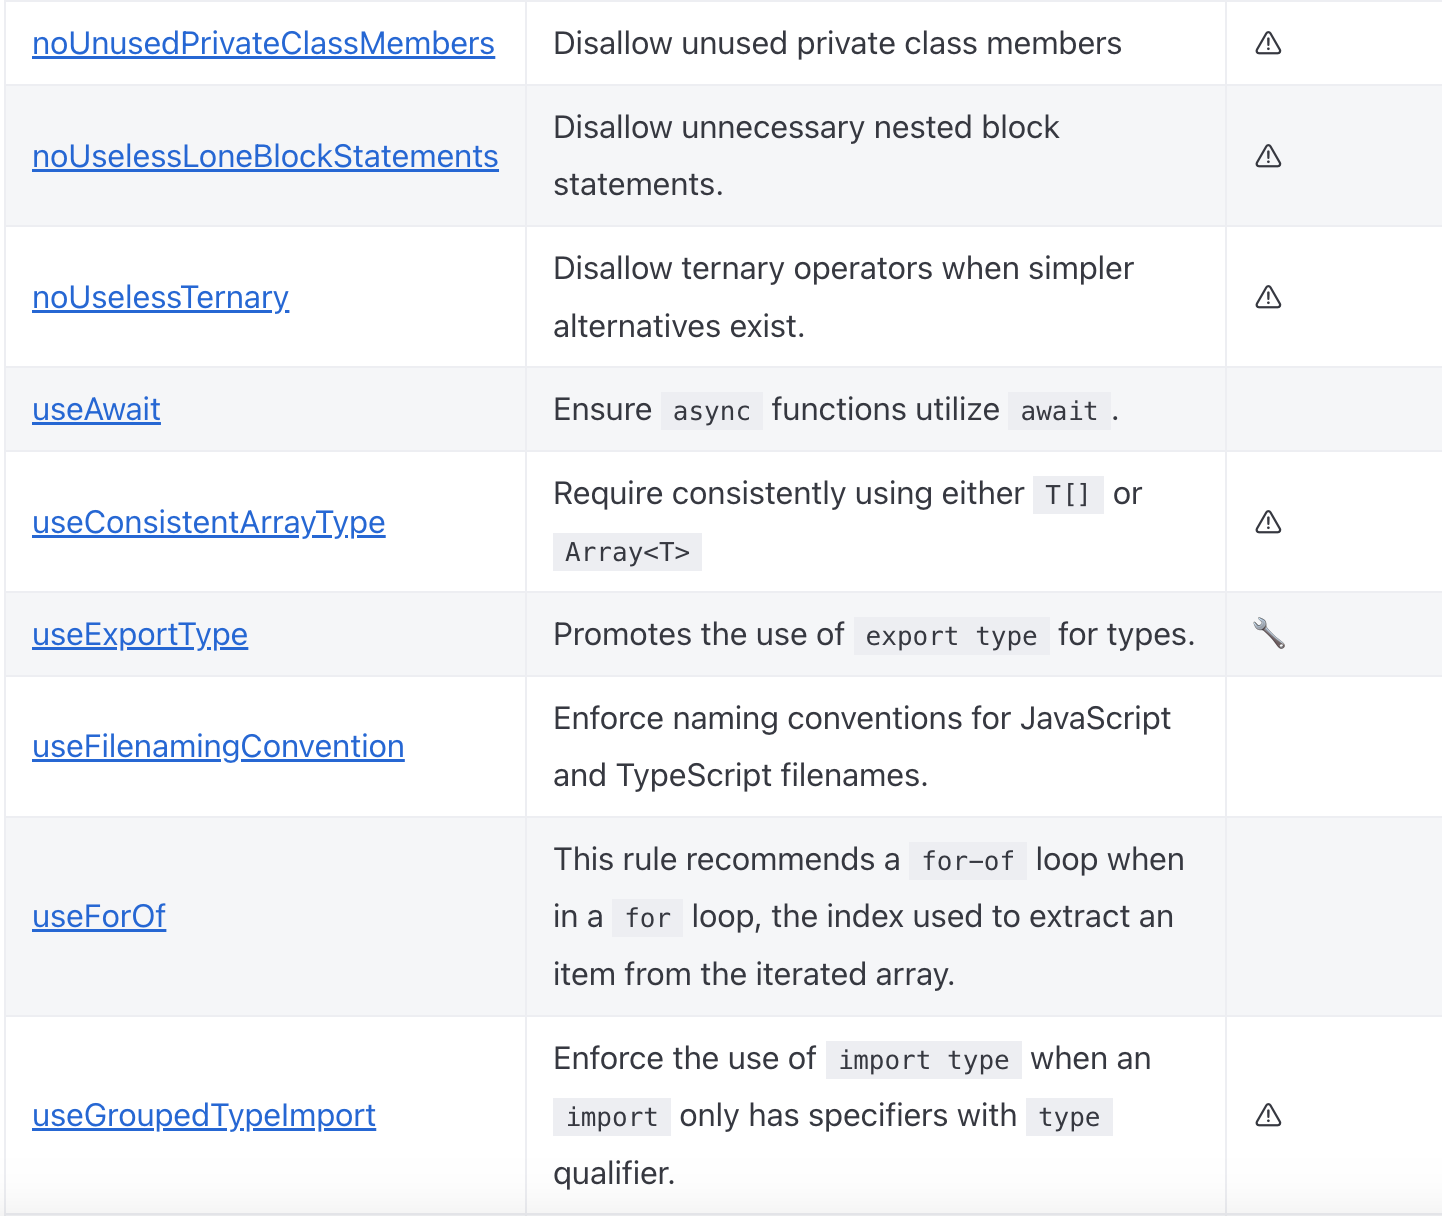 noUnusedPrivateClassMembers
Disallow unused private class members
⚠
noUselessLoneBlockStatements
Disallow unnecessary nested block
statements.
⚠
noUselessTernary
Disallow ternary operators when simpler
alternatives exist.
⚠
useAwait
Ensure async functions utilize await.
useConsistentArrayType
Require consistently using either T[] or
Array<T>
⚠
useExportType
Promotes the use of export type for types.
🔧
useFilenamingConvention
Enforce naming conventions for JavaScript
and TypeScript filenames.
useForOf
This rule recommends a for-of loop when
in a for loop, the index used to extract an
item from the iterated array.
useGroupedTypeImport
Enforce the use of import type when an
import only has specifiers with type
qualifier.
⚠